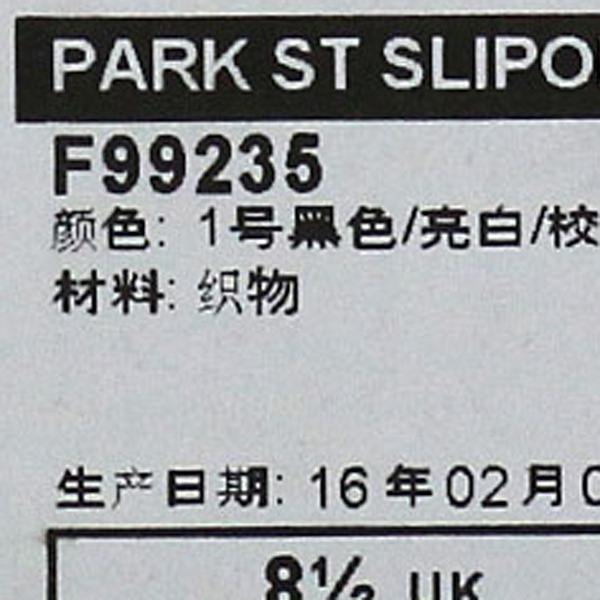 PARK ST SLIPO
F99235
颜色: 1号黑色/亮白/校
材料: 织物
生产日期: 16年02月0
8½ UK